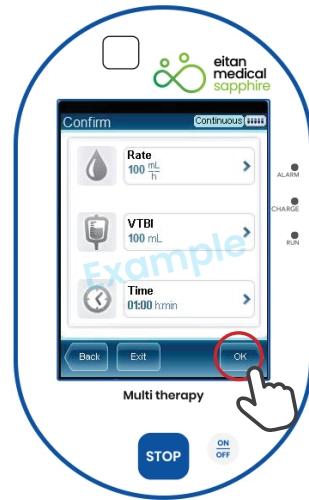 eitan
medical
sapphire
Confirm
Continuous
Rate
100 mL/h
ALARM
VTBI
100 mL
CHARGE
RUN
Example
Time
01:00 h:min
Back
Exit
OK
Multi therapy
STOP
ON
OFF